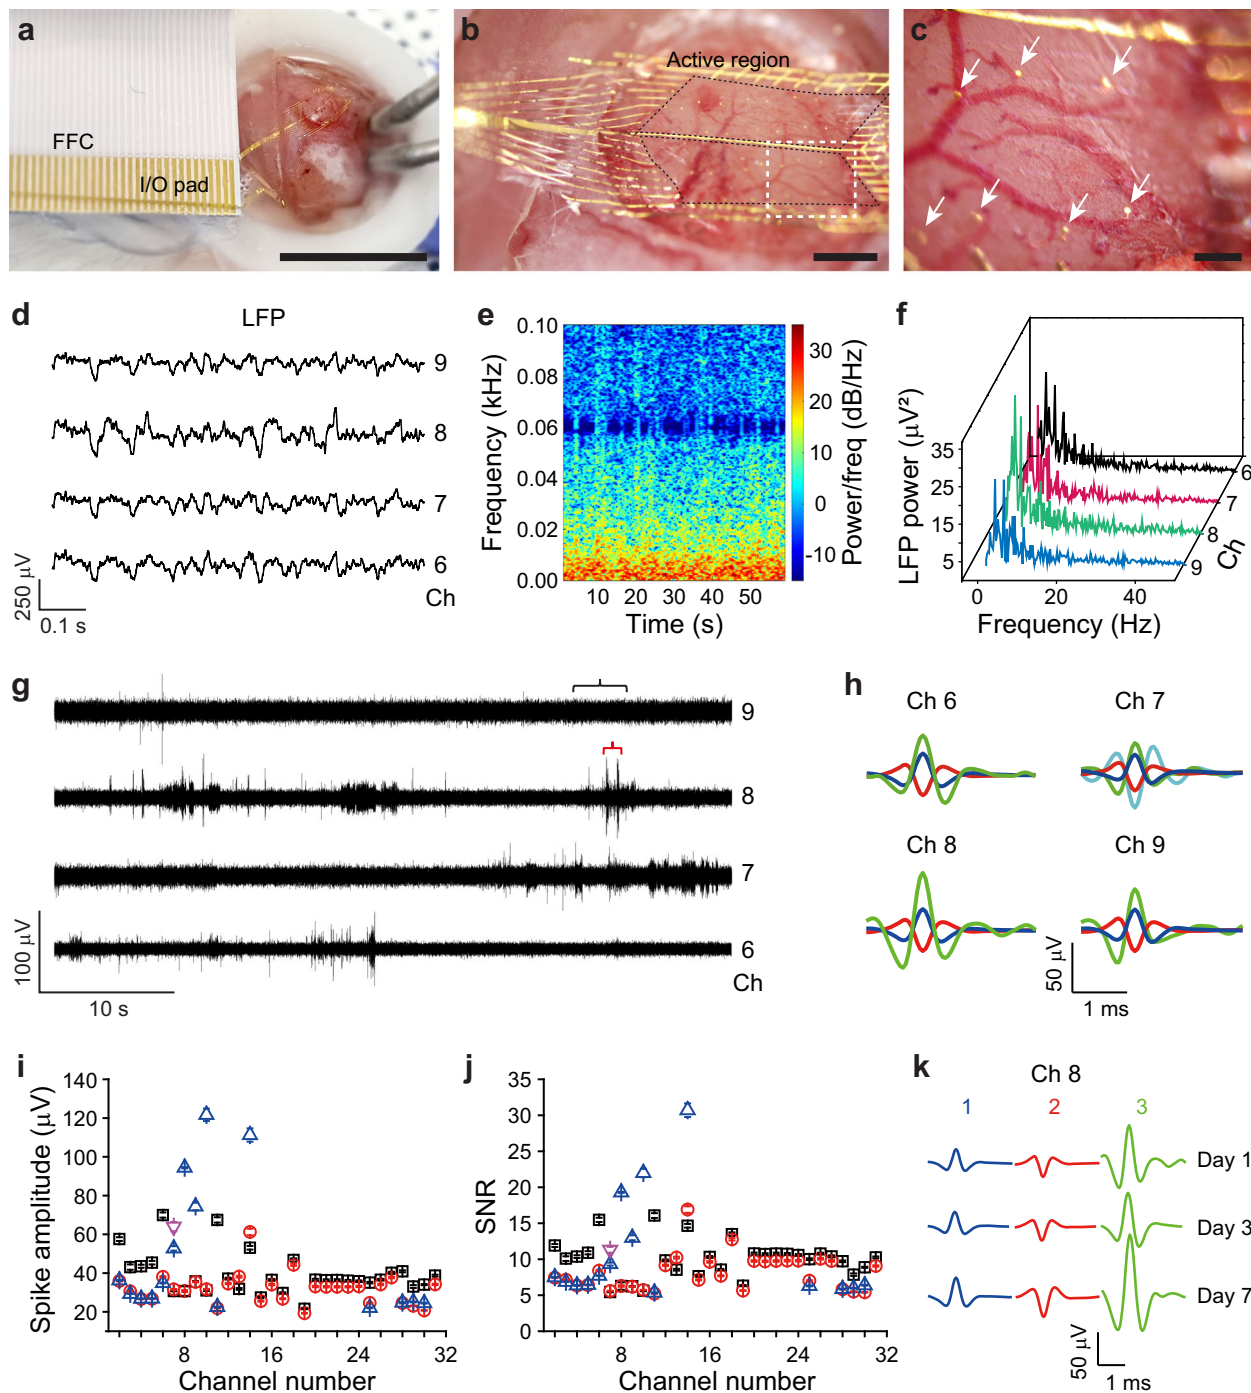 a
FFC
I/O pad
b
Active region
c
d
LFP
9
8
7
6
Ch
250 µV
0.1 s
e
Frequency (kHz)
0.10
0.08
0.06
0.04
0.02
0.00
10 20 30 40 50
Time (s)
30
20
10
0
-10
Power/freq (dB/Hz)
f
LFP power (µV²)
35
25
15
5
0 20 40
Frequency (Hz)
6
7
8
9
Ch
g
9
8
7
6
Ch
100 µV
10 s
h
Ch 6
Ch 7
Ch 8
Ch 9
50 µV
1 ms
i
Spike amplitude (µV)
140
120
100
80
60
40
20
8 16 24 32
Channel number
j
SNR
35
30
25
20
15
10
5
0
8 16 24 32
Channel number
k
Ch 8
1 2 3
Day 1
Day 3
Day 7
50 µV
1 ms